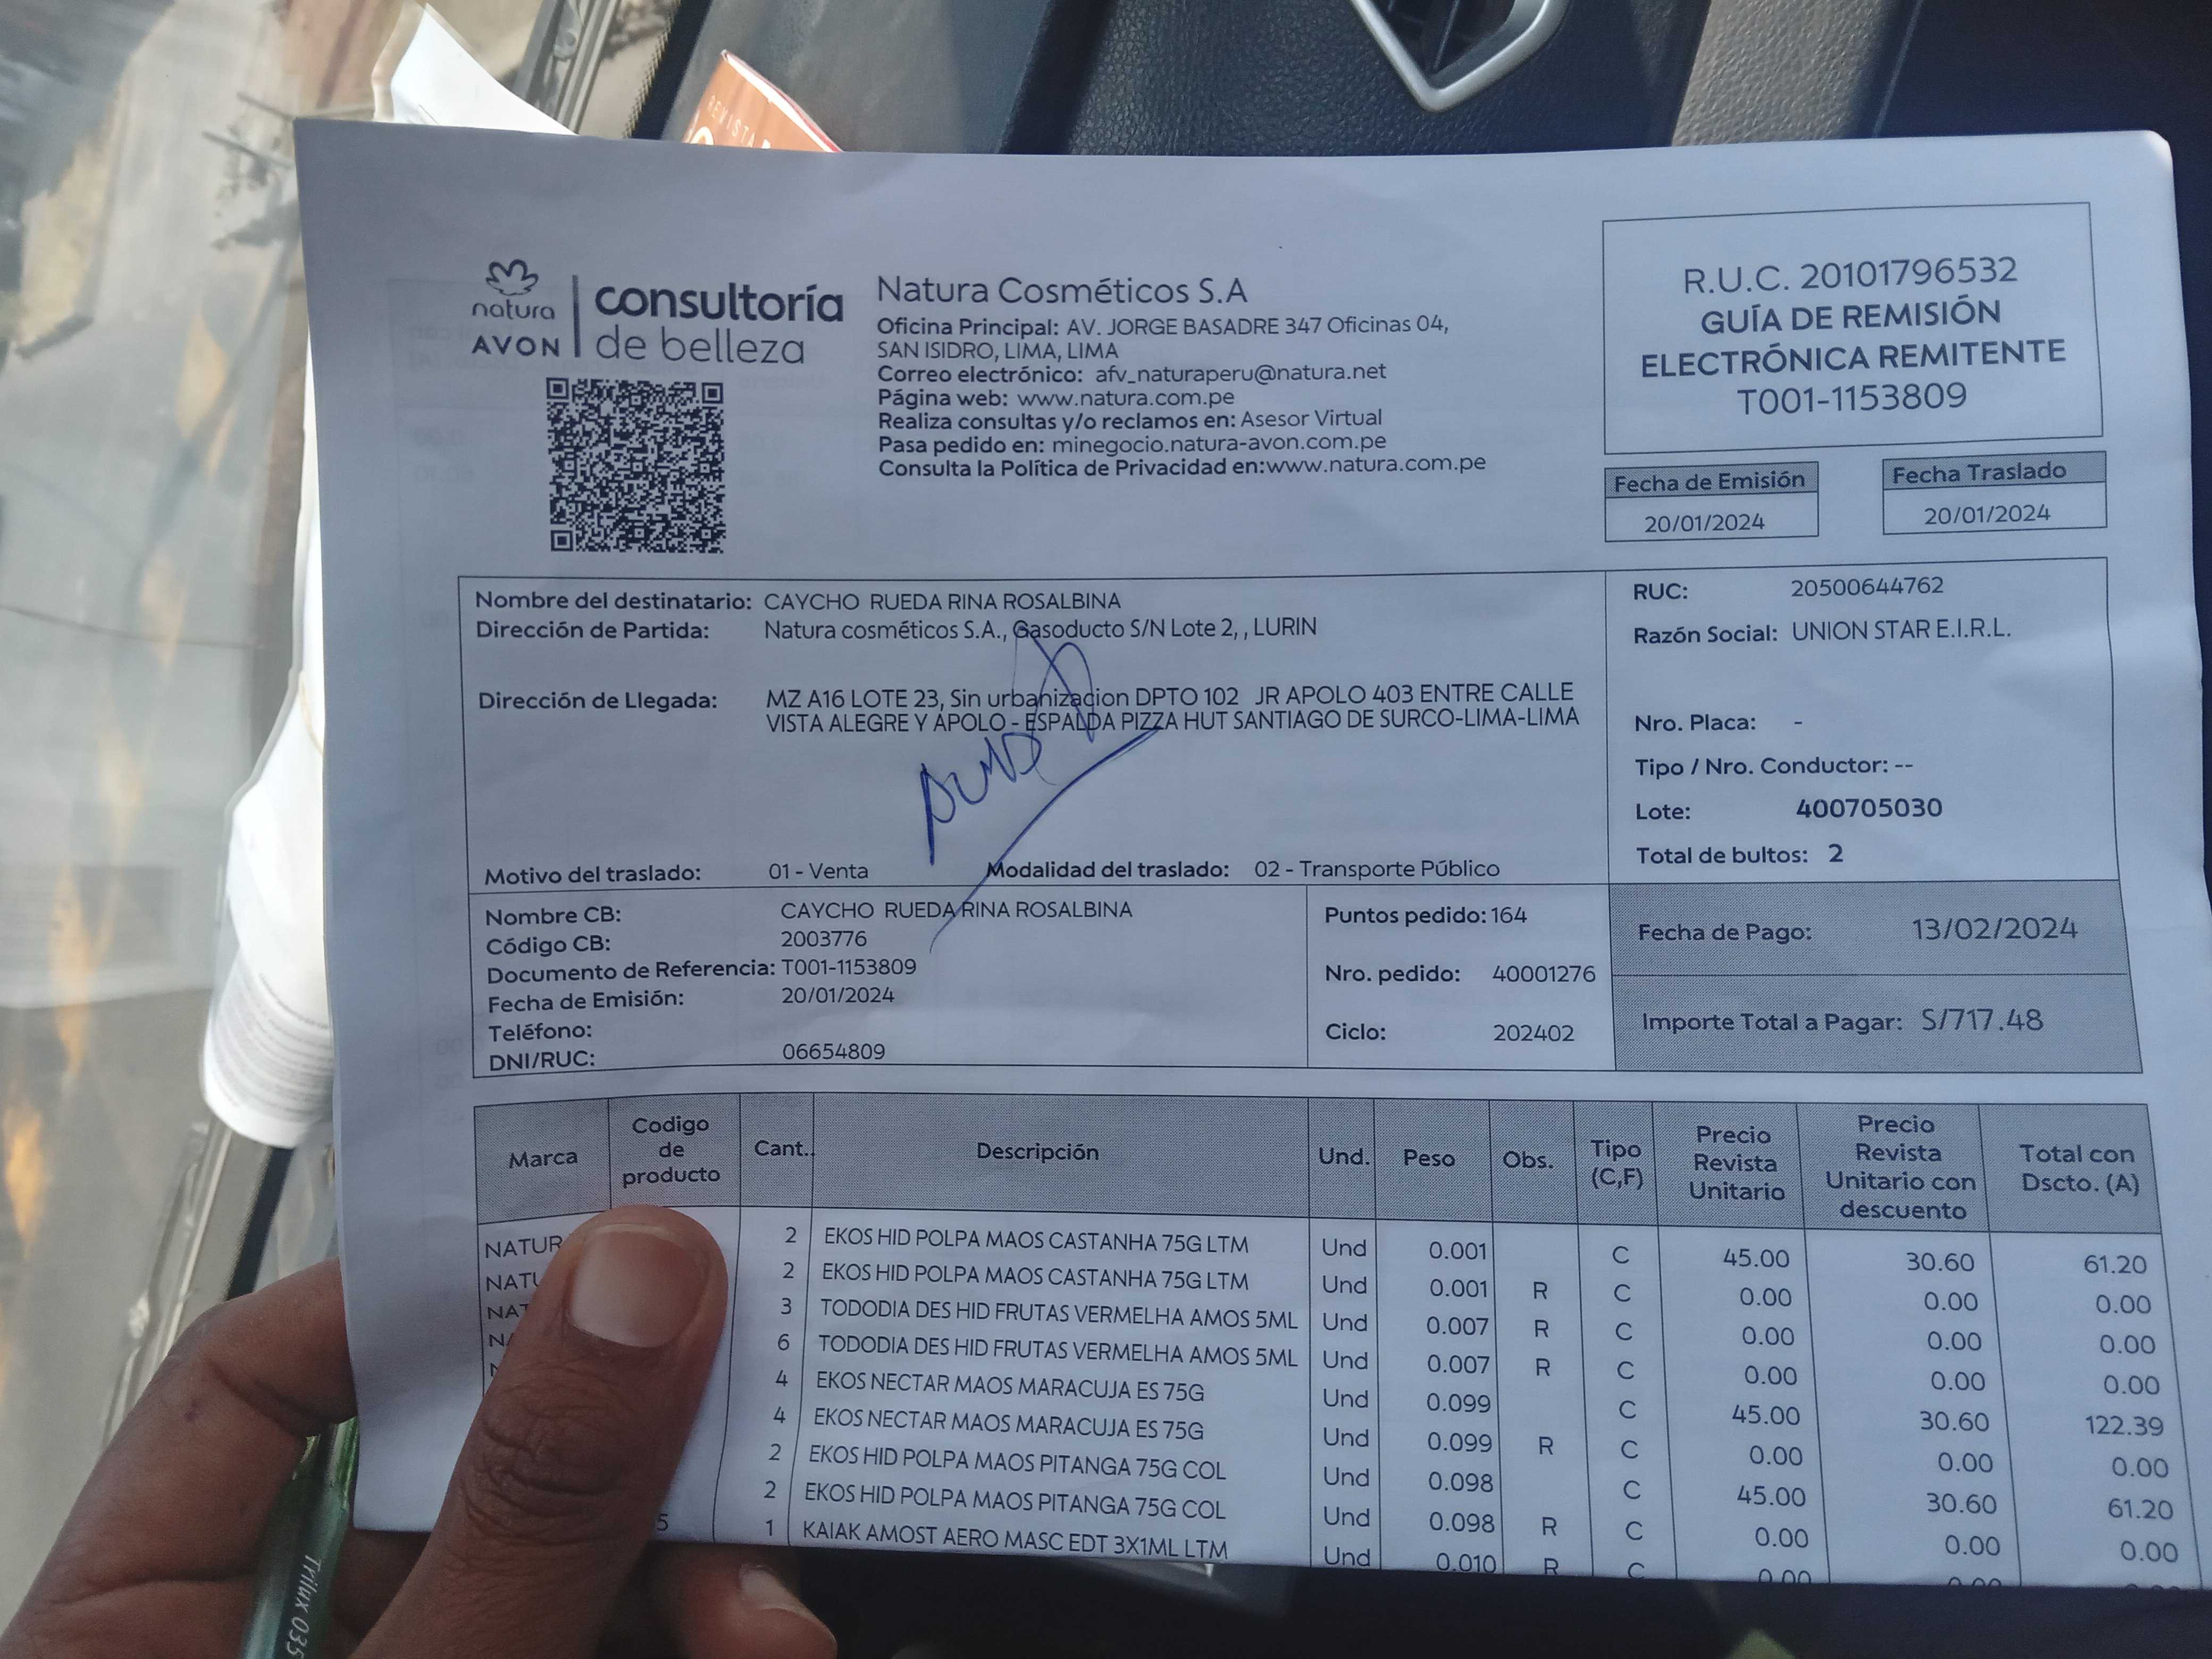 REVISTA
natura
AVON
consultoría
de belleza
Natura Cosméticos S.A
Oficina Principal: AV. JORGE BASADRE 347 Oficinas 04,
SAN ISIDRO, LIMA, LIMA
Correo electrónico: afv_naturaperu@natura.net
Página web: www.natura.com.pe
Realiza consultas y/o reclamos en: Asesor Virtual
Pasa pedido en: minegocio.natura-avon.com.pe
Consulta la Política de Privacidad en:www.natura.com.pe
R.U.C. 20101796532
GUÍA DE REMISIÓN
ELECTRÓNICA REMITENTE
T001-1153809
Fecha de Emisión
20/01/2024
Fecha Traslado
20/01/2024
Nombre del destinatario: CAYCHO RUEDA RINA ROSALBINA
Dirección de Partida: Natura cosméticos S.A., Gasoducto S/N Lote 2, , LURIN
Dirección de Llegada: MZ A16 LOTE 23, Sin urbanizacion DPTO 102 JR APOLO 403 ENTRE CALLE
VISTA ALEGRE Y APOLO - ESPALDA PIZZA HUT SANTIAGO DE SURCO-LIMA-LIMA
Motivo del traslado: 01 - Venta Modalidad del traslado: 02 - Transporte Público
RUC: 20500644762
Razón Social: UNION STAR E.I.R.L.
Nro. Placa: -
Tipo / Nro. Conductor: --
Lote: 400705030
Total de bultos: 2
Nombre CB: CAYCHO RUEDA RINA ROSALBINA
Código CB: 2003776
Documento de Referencia: T001-1153809
Fecha de Emisión: 20/01/2024
Teléfono:
DNI/RUC: 06654809
Puntos pedido: 164
Nro. pedido: 40001276
Ciclo: 202402
Fecha de Pago: 13/02/2024
Importe Total a Pagar: S/717.48
Marca Codigo de producto Cant.. Descripción Und. Peso Obs. Tipo (C,F) Precio Revista Unitario Precio Revista Unitario con descuento Total con Dscto. (A)
NATUR 2 EKOS HID POLPA MAOS CASTANHA 75G LTM Und 0.001 C 45.00 30.60 61.20
NATU 2 EKOS HID POLPA MAOS CASTANHA 75G LTM Und 0.001 R C 0.00 0.00 0.00
NAT 3 TODODIA DES HID FRUTAS VERMELHA AMOS 5ML Und 0.007 R C 0.00 0.00 0.00
NA 6 TODODIA DES HID FRUTAS VERMELHA AMOS 5ML Und 0.007 R C 0.00 0.00 0.00
4 EKOS NECTAR MAOS MARACUJA ES 75G Und 0.099 C 45.00 30.60 122.39
4 EKOS NECTAR MAOS MARACUJA ES 75G Und 0.099 R C 0.00 0.00 0.00
2 EKOS HID POLPA MAOS PITANGA 75G COL Und 0.098 C 45.00 30.60 61.20
2 EKOS HID POLPA MAOS PITANGA 75G COL Und 0.098 R C 0.00 0.00 0.00
5 1 KAIAK AMOST AERO MASC EDT 3X1ML LTM Und 0.010 R C 0.00 0.00
Trilux 035